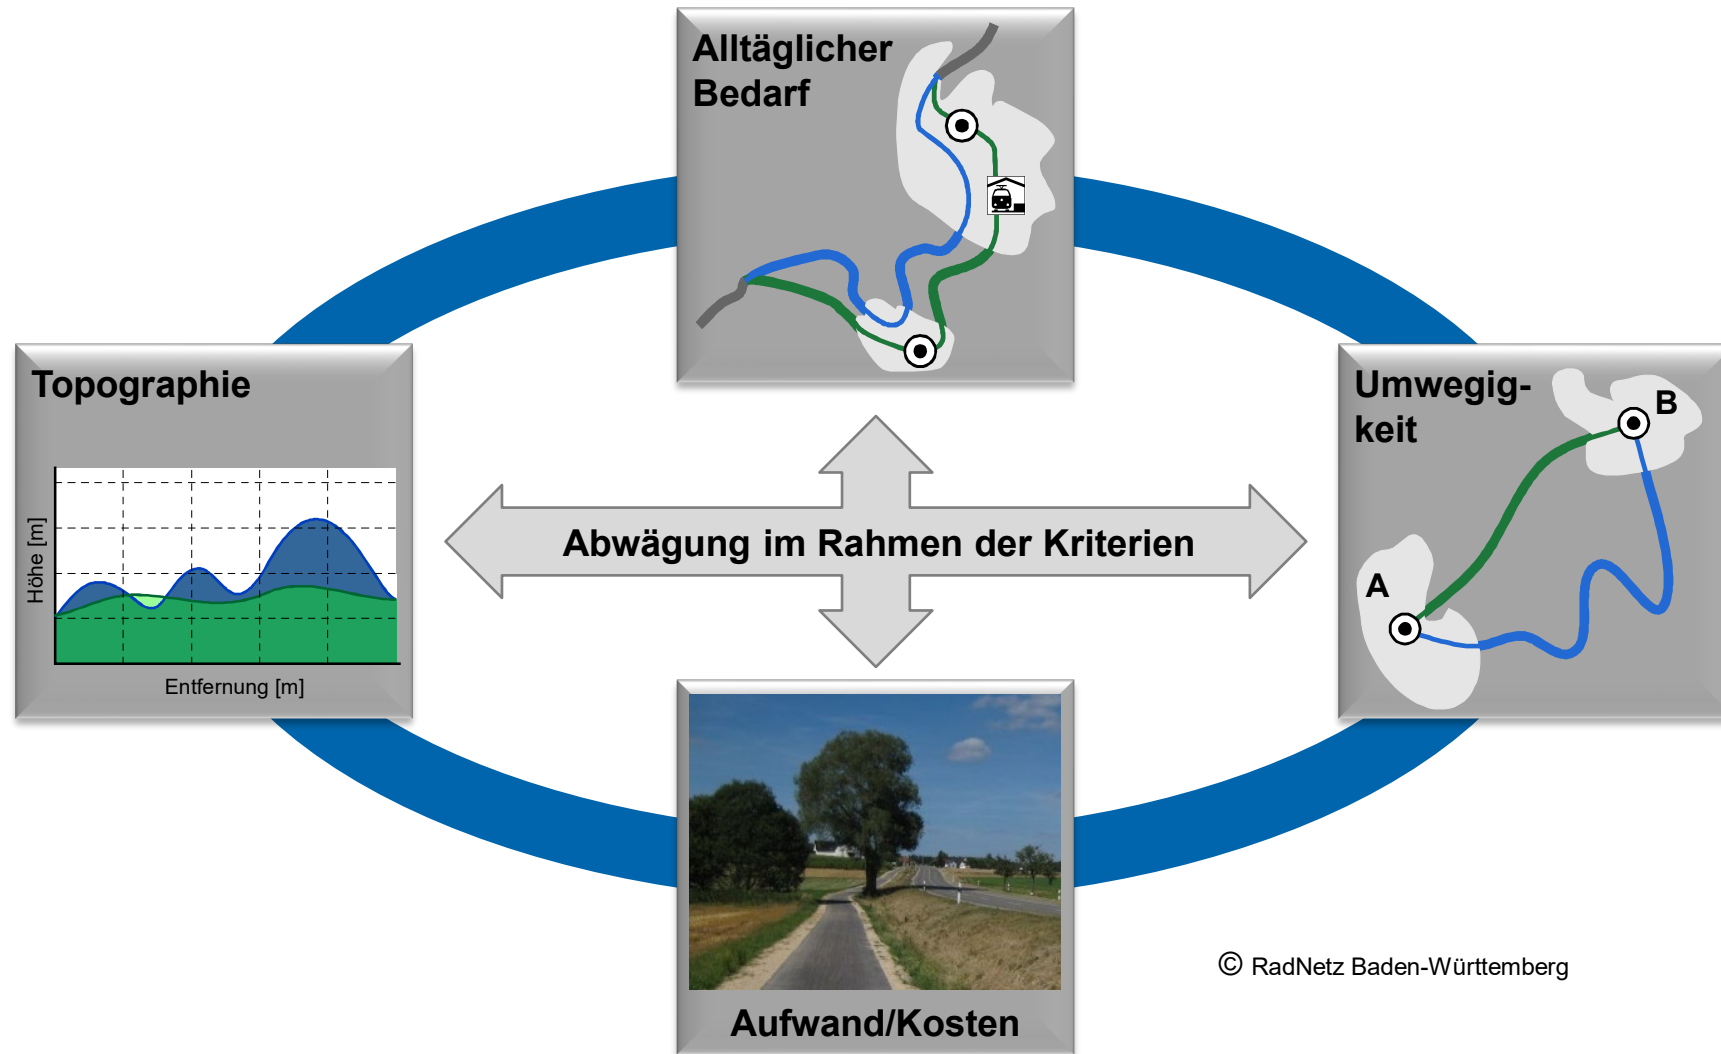 Alltäglicher
Bedarf
Topographie
Höhe [m]
Entfernung [m]
Umwegig-
keit
B
A
Abwägung im Rahmen der Kriterien
Aufwand/Kosten
© RadNetz Baden-Württemberg